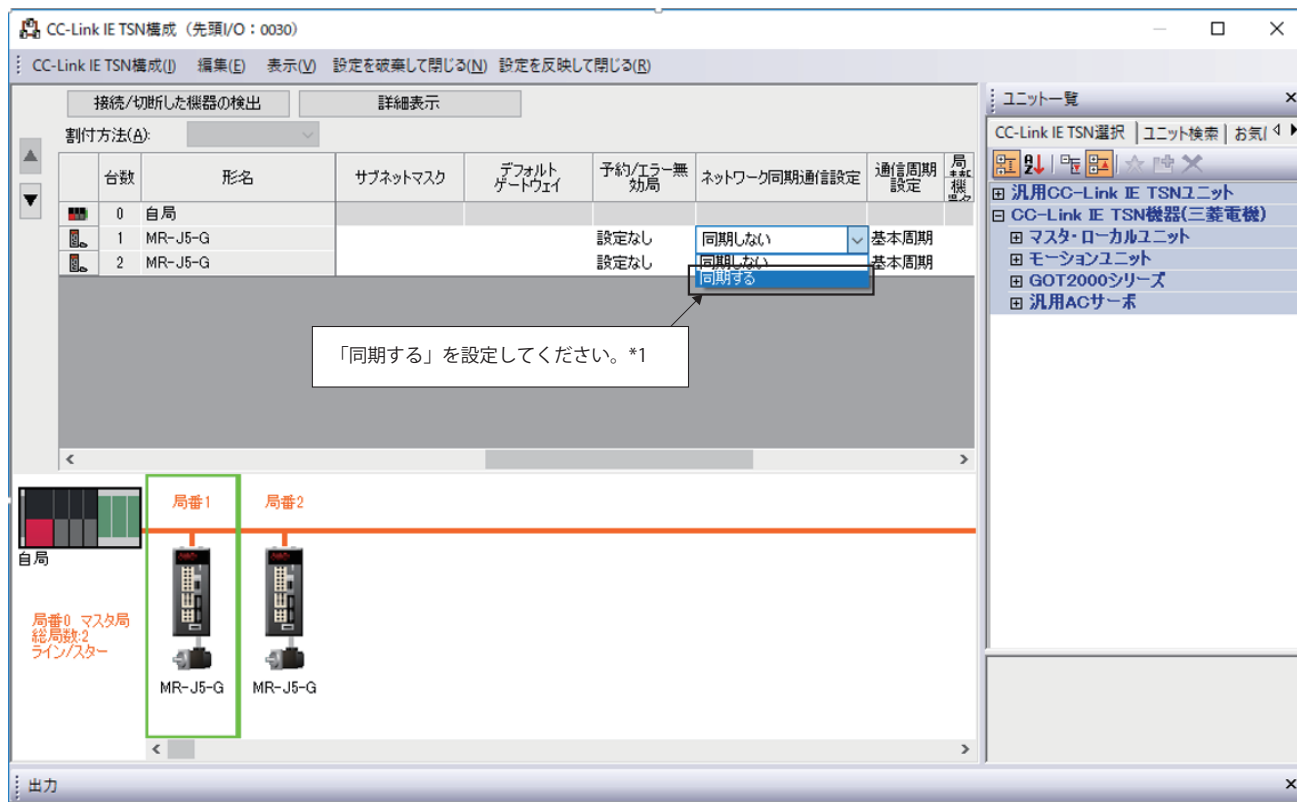 CC-Link IE TSN構成（先頭I/O：0030）
CC-Link IE TSN構成(I) 編集(E) 表示(V) 設定を破棄して閉じる(N) 設定を反映して閉じる(R)
接続/切断した機器の検出 詳細表示
割付方法(A):
台数 形名 サブネットマスク デフォルトゲートウェイ 予約/エラー無効局 ネットワーク同期通信設定 通信周期設定
0 自局
1 MR-J5-G 設定なし 同期しない 基本周期
2 MR-J5-G 設定なし 同期しない 基本周期
同期する
「同期する」を設定してください。*1
局番1 局番2
自局
局番0 マスタ局
総局数:2
ライン/スター
MR-J5-G MR-J5-G
ユニット一覧
CC-Link IE TSN選択 ユニット検索 お気
汎用CC-Link IE TSNユニット
CC-Link IE TSN機器(三菱電機)
マスタ・ローカルユニット
モーションユニット
GOT2000シリーズ
汎用ACサーボ
出力